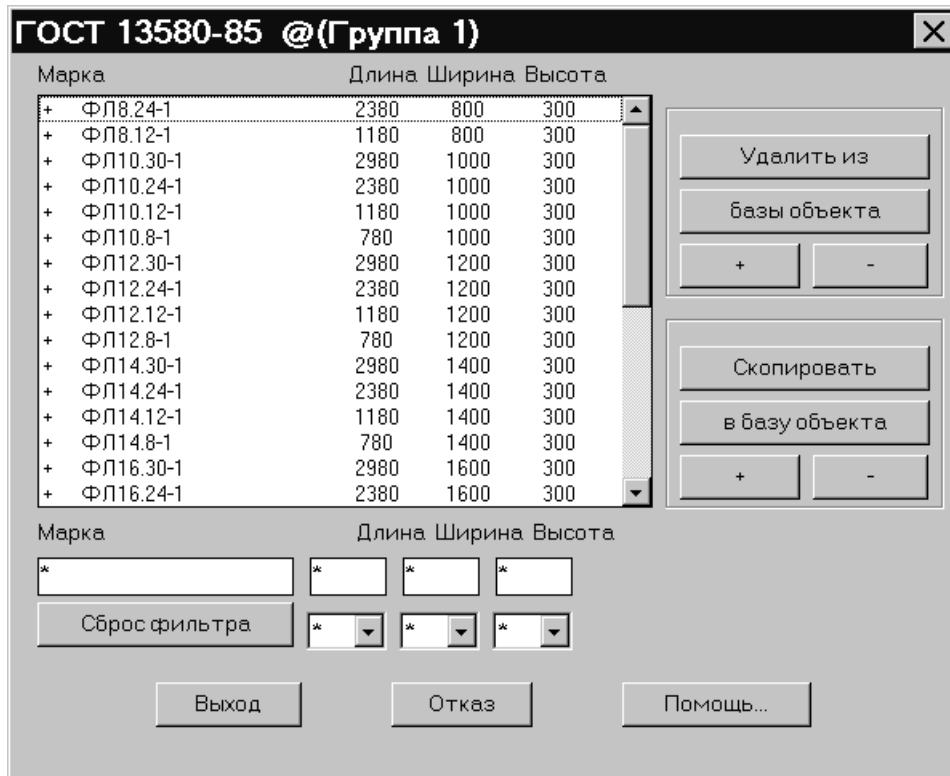 ГОСТ 13580-85 @(Группа 1)
Марка Длина Ширина Высота
+ ФЛ8.24-1 2380 800 300
+ ФЛ8.12-1 1180 800 300
+ ФЛ10.30-1 2980 1000 300
+ ФЛ10.24-1 2380 1000 300
+ ФЛ10.12-1 1180 1000 300
+ ФЛ10.8-1 780 1000 300
+ ФЛ12.30-1 2980 1200 300
+ ФЛ12.24-1 2380 1200 300
+ ФЛ12.12-1 1180 1200 300
+ ФЛ12.8-1 780 1200 300
+ ФЛ14.30-1 2980 1400 300
+ ФЛ14.24-1 2380 1400 300
+ ФЛ14.12-1 1180 1400 300
+ ФЛ14.8-1 780 1400 300
+ ФЛ16.30-1 2980 1600 300
+ ФЛ16.24-1 2380 1600 300
Удалить из
базы объекта
+ -
Скопировать
в базу объекта
+ -
Марка Длина Ширина Высота
* * * *
Сброс фильтра * * *
Выход Отказ Помощь...